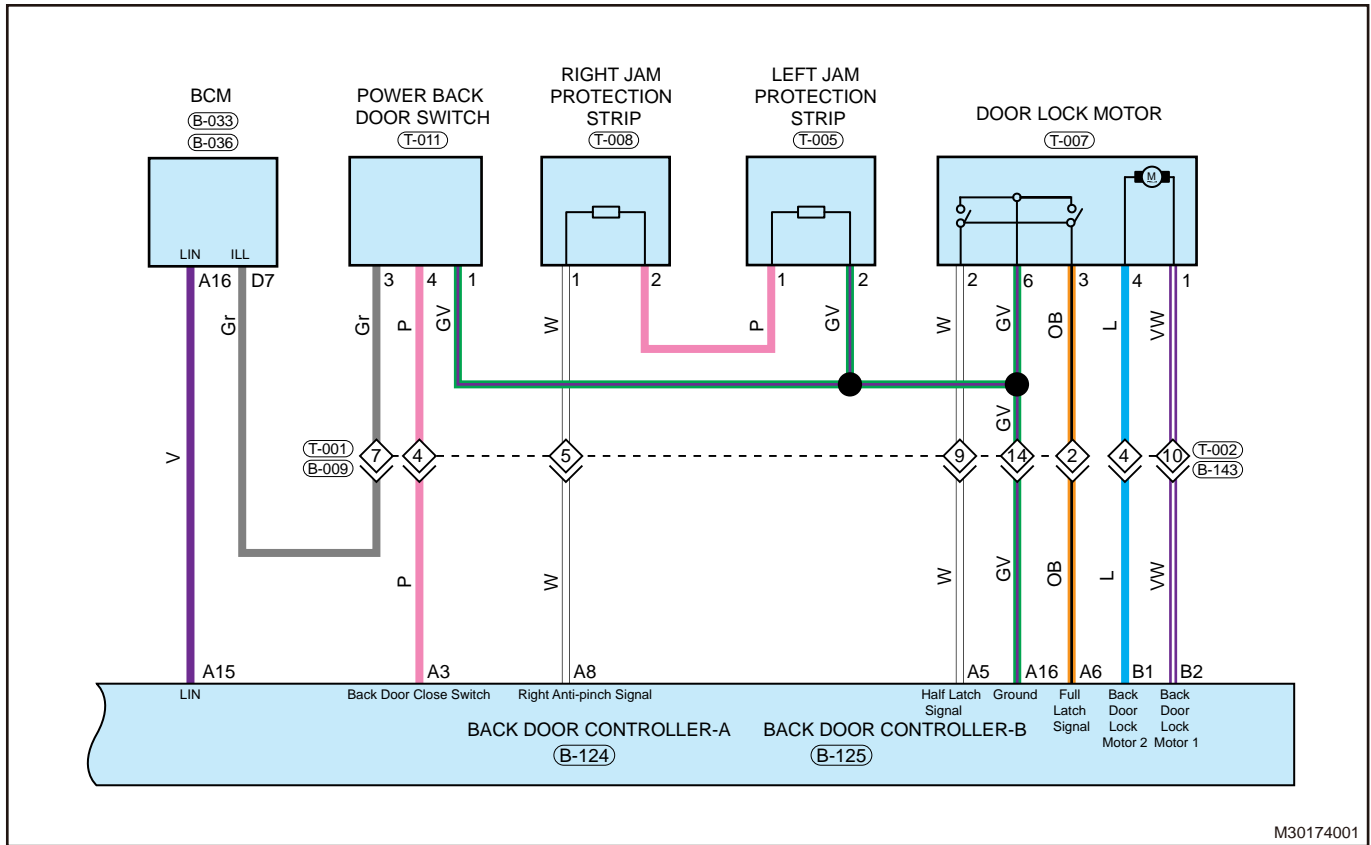 BCM
B-033
B-036
POWER BACK
DOOR SWITCH
T-011
RIGHT JAM
PROTECTION
STRIP
T-008
LEFT JAM
PROTECTION
STRIP
T-005
DOOR LOCK MOTOR
T-007
M
LIN ILL
A16 D7 3 4 1 1 2 1 2 2 6 3 4 1
Gr Gr P GV W P GV W GV OB L VW
GV
T-001
B-009
7 4 5 9 14 2 4 10
T-002
B-143
V P W W GV OB L VW
A15 A3 A8 A5 A16 A6 B1 B2
LIN
Back Door Close Switch
Right Anti-pinch Signal
Half Latch
Signal
Ground
Full
Latch
Signal
Back
Door
Lock
Motor 2
Back
Door
Lock
Motor 1
BACK DOOR CONTROLLER-A
B-124
BACK DOOR CONTROLLER-B
B-125
M30174001